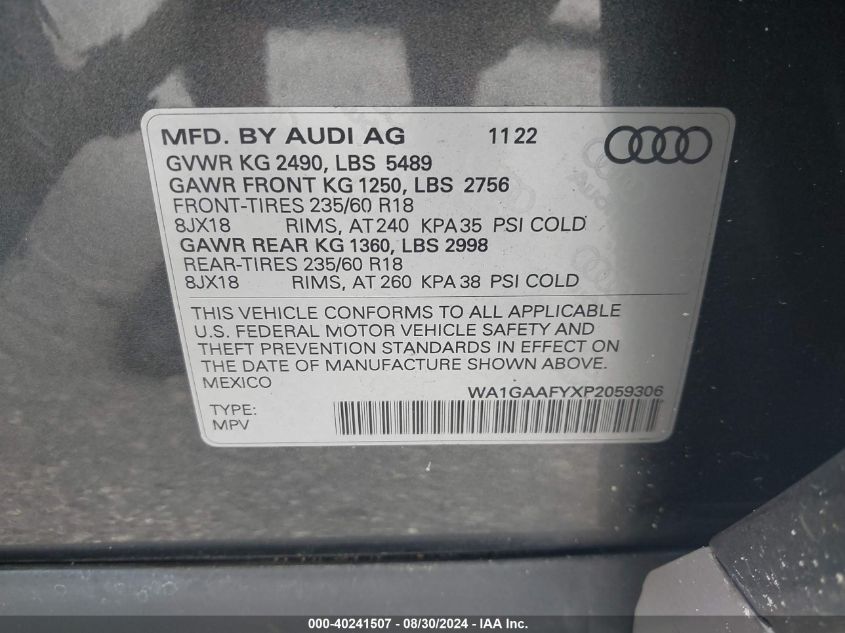 MFD. BY AUDI AG 11 22
GVWR KG 2490, LBS 5489
GAWR FRONT KG 1250, LBS 2756
FRONT-TIRES 235/60 R18
8JX18 RIMS, AT 240 KPA 35 PSI COLD
GAWR REAR KG 1360, LBS 2998
REAR-TIRES 235/60 R18
8JX18 RIMS, AT 260 KPA 38 PSI COLD
THIS VEHICLE CONFORMS TO ALL APPLICABLE
U.S. FEDERAL MOTOR VEHICLE SAFETY AND
THEFT PREVENTION STANDARDS IN EFFECT ON
THE DATE OF MANUFACTURE SHOWN ABOVE.
MEXICO
WA1GAAFYXP2059306
TYPE:
MPV
000-40241507 - 08/30/2024 - IAA Inc.